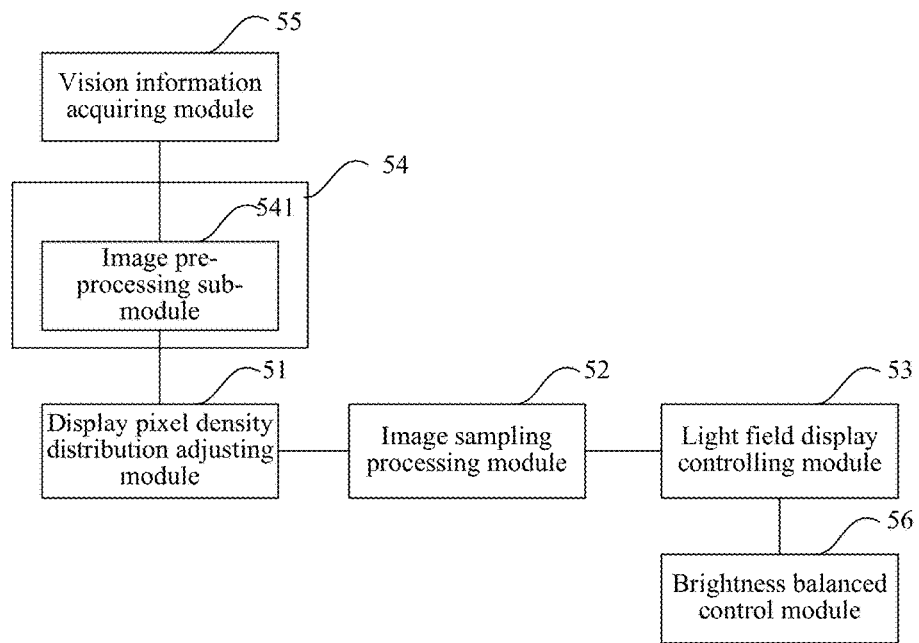 55
Vision information
acquiring module
54
541
Image pre-
processing sub-
module
51
Display pixel density
distribution adjusting
module
52
Image sampling
processing module
53
Light field display
controlling module
56
Brightness balanced
control module